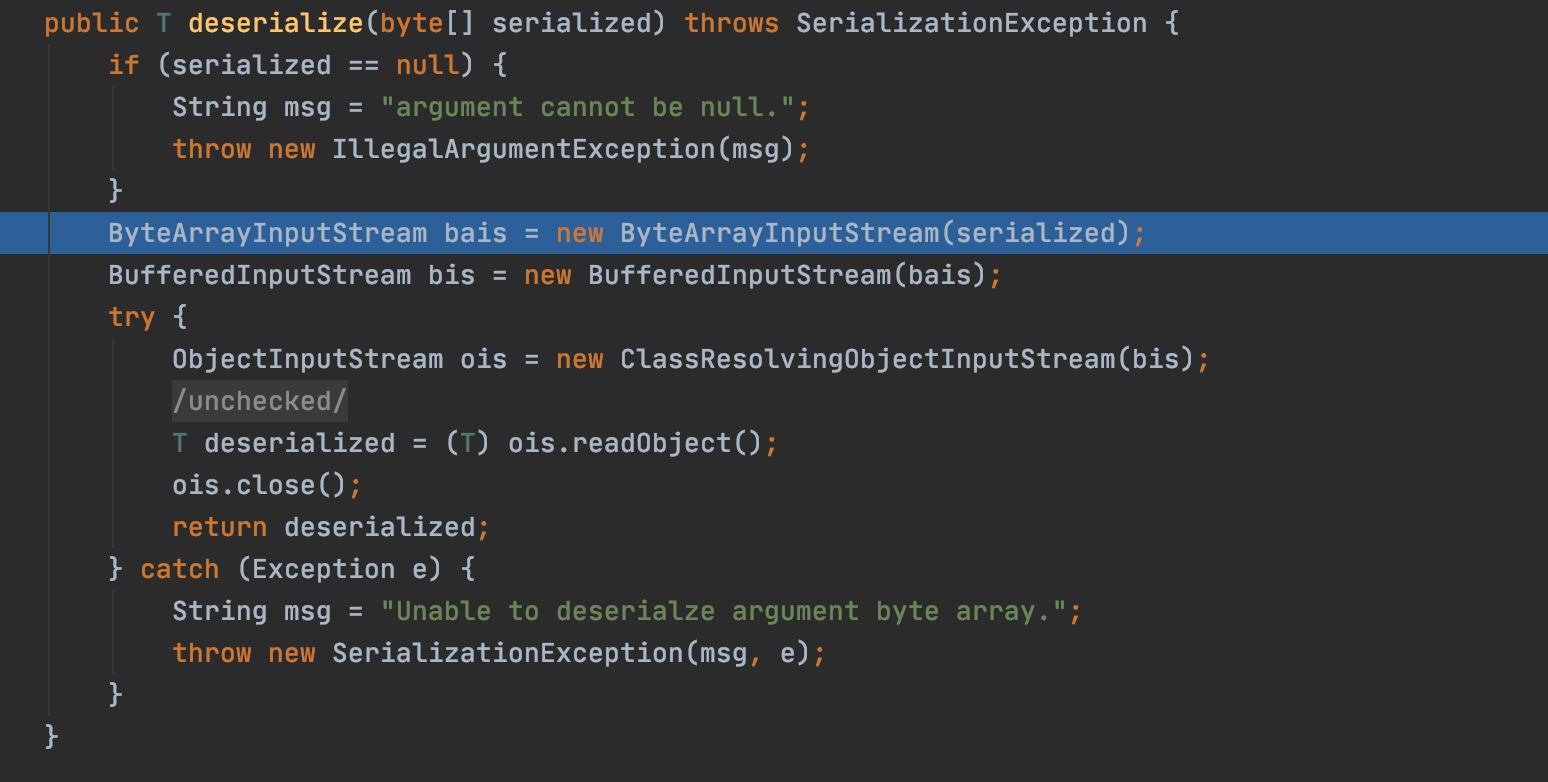 public T deserialize(byte[] serialized) throws SerializationException {
    if (serialized == null) {
        String msg = "argument cannot be null.";
        throw new IllegalArgumentException(msg);
    }
    ByteArrayInputStream bais = new ByteArrayInputStream(serialized);
    BufferedInputStream bis = new BufferedInputStream(bais);
    try {
        ObjectInputStream ois = new ClassResolvingObjectInputStream(bis);
        /unchecked/
        T deserialized = (T) ois.readObject();
        ois.close();
        return deserialized;
    } catch (Exception e) {
        String msg = "Unable to deserialze argument byte array.";
        throw new SerializationException(msg, e);
    }
}